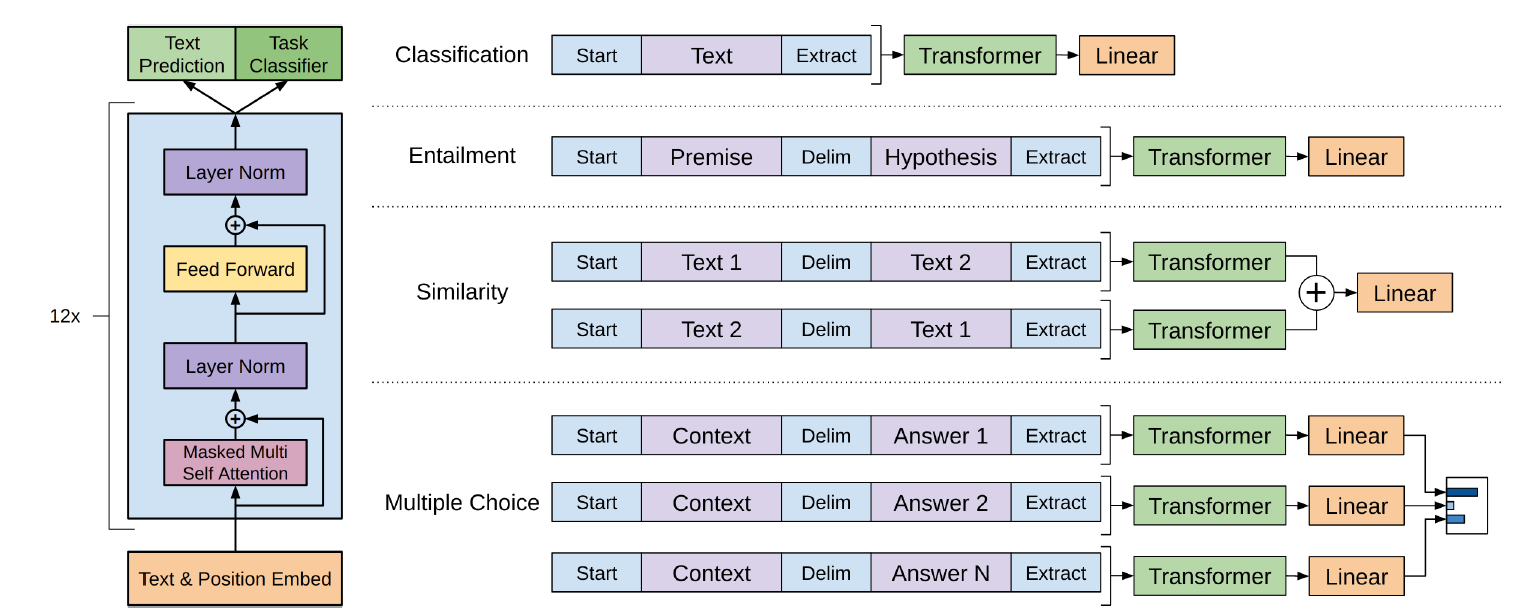 Text
Prediction
Task
Classifier
Layer Norm
Feed Forward
12x
Layer Norm
Masked Multi
Self Attention
Text & Position Embed
Classification
Start Text Extract Transformer Linear
Entailment
Start Premise Delim Hypothesis Extract Transformer Linear
Similarity
Start Text 1 Delim Text 2 Extract Transformer
Linear
Start Text 2 Delim Text 1 Extract Transformer
Multiple Choice
Start Context Delim Answer 1 Extract Transformer Linear
Start Context Delim Answer 2 Extract Transformer Linear
Start Context Delim Answer N Extract Transformer Linear